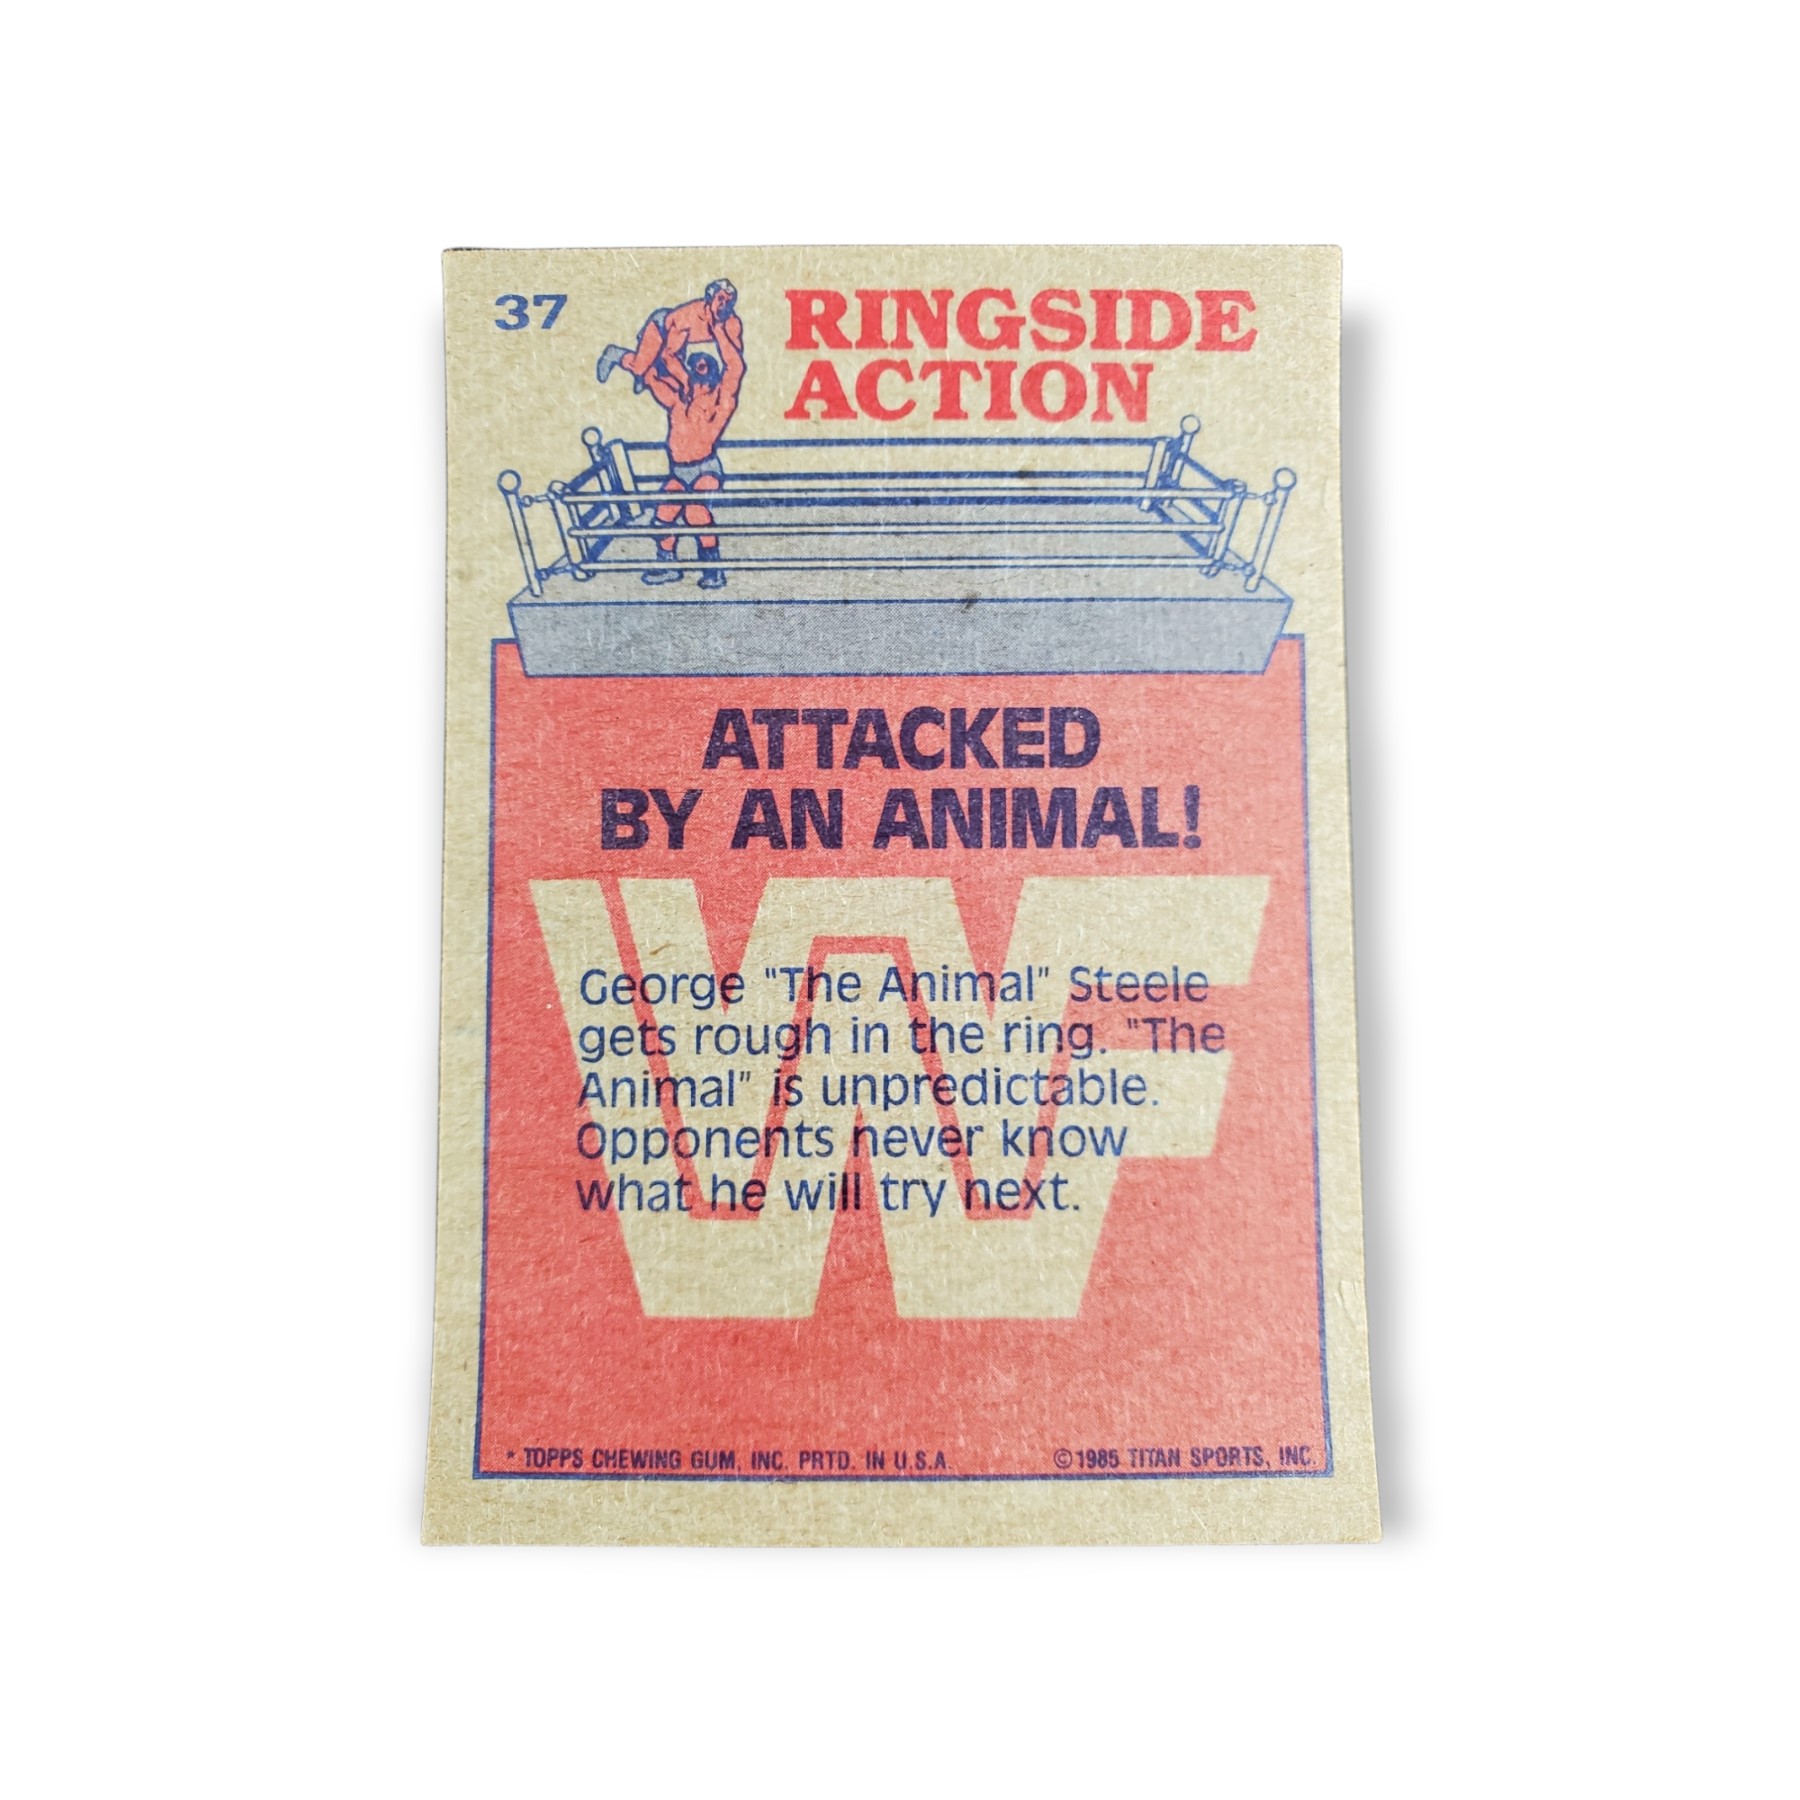 37
RINGSIDE
ACTION
ATTACKED
BY AN ANIMAL!
WF
George "The Animal" Steele
gets rough in the ring. "The
Animal" is unpredictable.
Opponents never know
what he will try next.
* TOPPS CHEWING GUM, INC. PRTD. IN U.S.A.
©1985 TITAN SPORTS, INC.